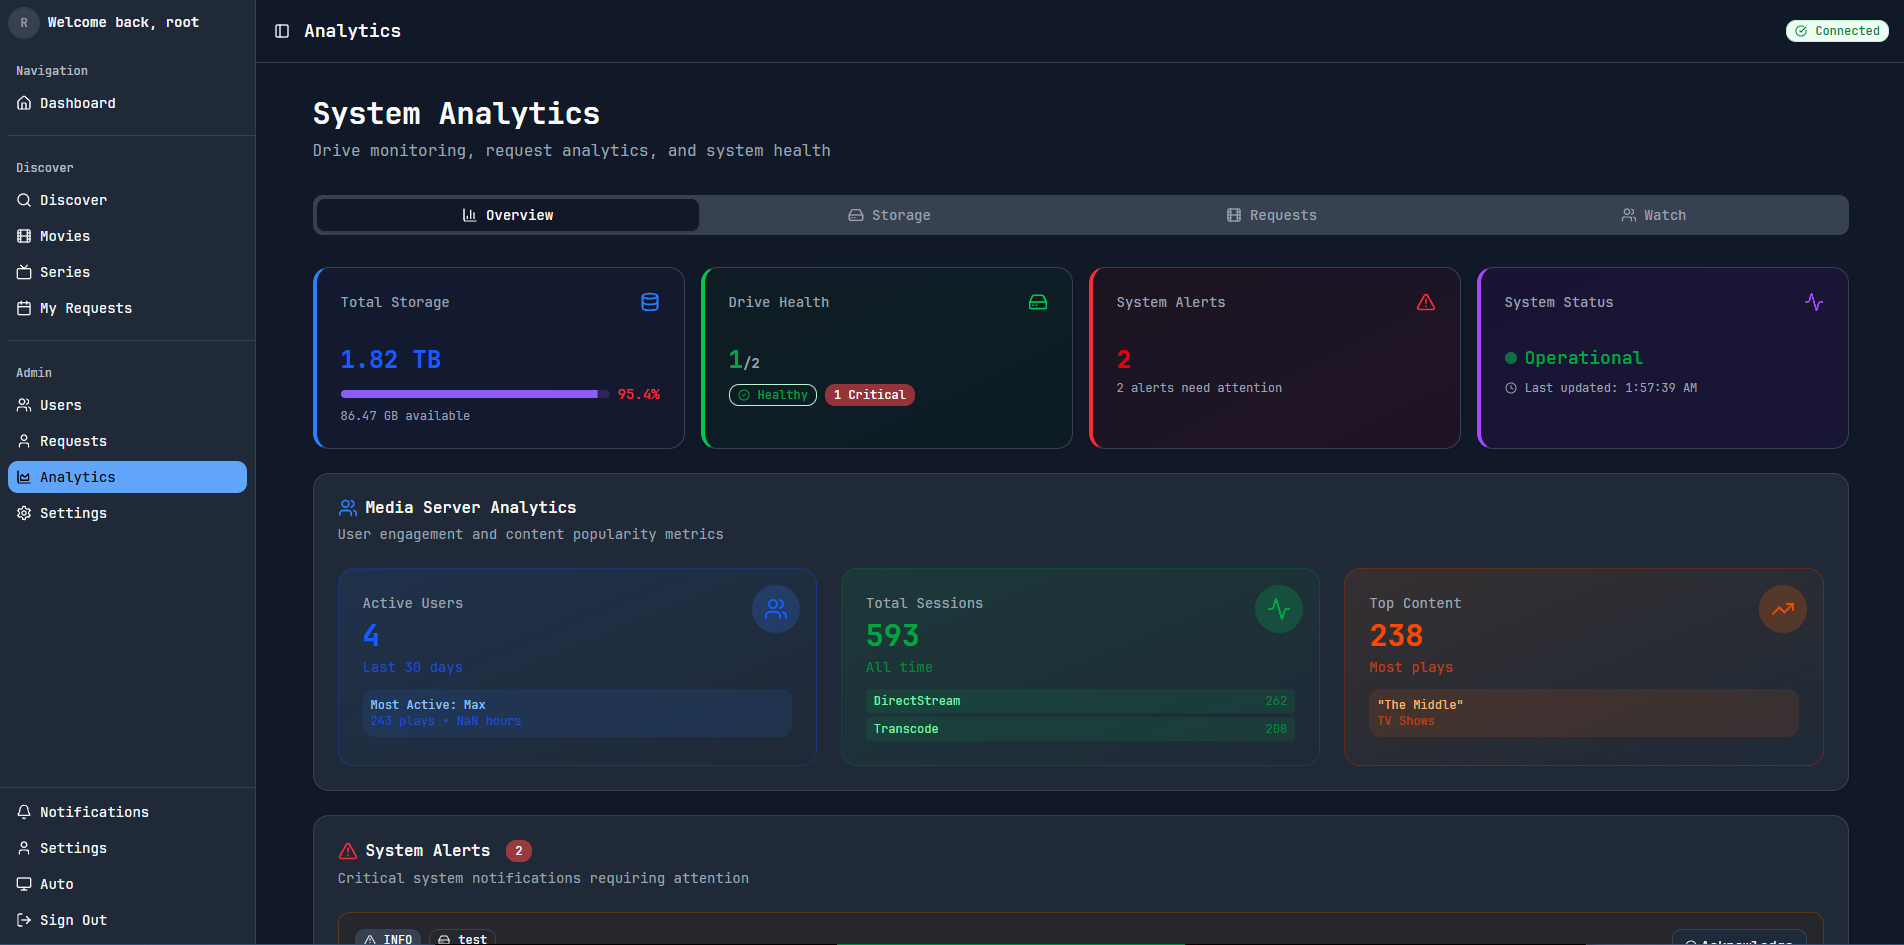 R Welcome back, root
Navigation
Dashboard
Discover
Discover
Movies
Series
My Requests
Admin
Users
Requests
Analytics
Settings
Notifications
Settings
Auto
Sign Out
Analytics
Connected
System Analytics
Drive monitoring, request analytics, and system health
Overview Storage Requests Watch
Total Storage
1.82 TB
95.4%
86.47 GB available
Drive Health
1/2
Healthy 1 Critical
System Alerts
2
2 alerts need attention
System Status
Operational
Last updated: 1:57:39 AM
Media Server Analytics
User engagement and content popularity metrics
Active Users
4
Last 30 days
Most Active: Max
243 plays • NaN hours
Total Sessions
593
All time
DirectStream 262
Transcode 208
Top Content
238
Most plays
"The Middle"
TV Shows
System Alerts 2
Critical system notifications requiring attention
INFO test
Acknowledge